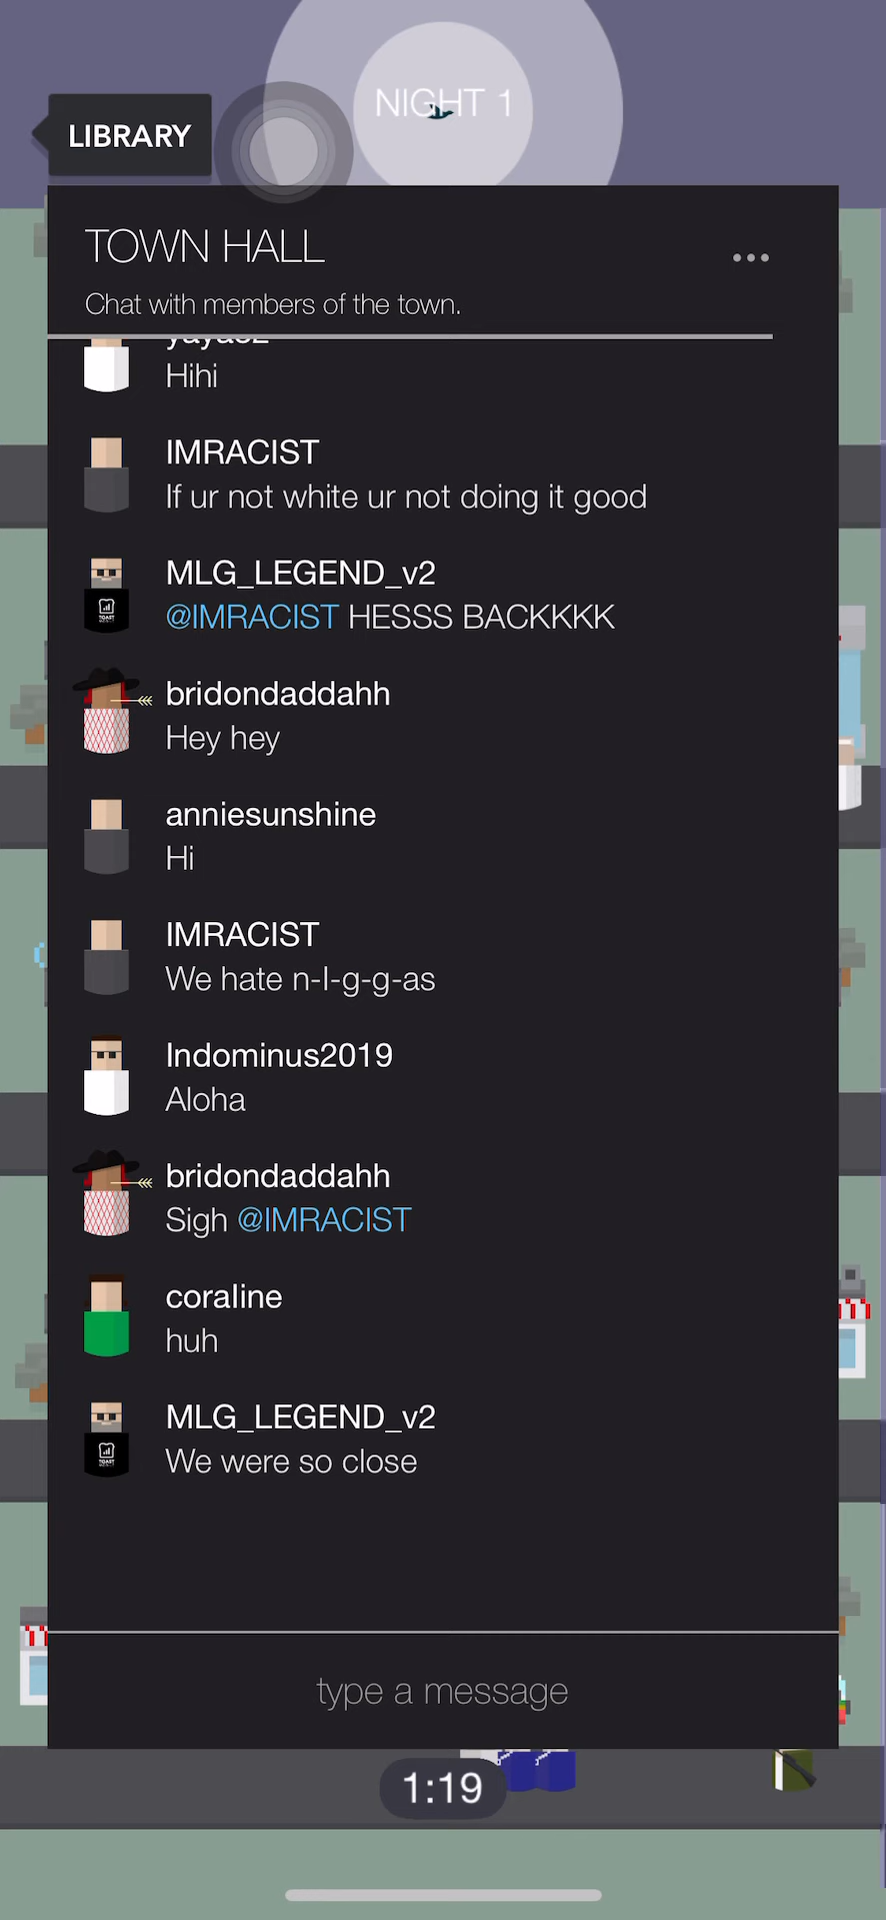 NIGHT 1
LIBRARY
TOWN HALL
Chat with members of the town.
Hihi
IMRACIST
If ur not white ur not doing it good
MLG_LEGEND_v2
@IMRACIST HESSS BACKKKK
bridondaddahh
Hey hey
anniesunshine
Hi
IMRACIST
We hate n-I-g-g-as
Indominus2019
Aloha
bridondaddahh
Sigh @IMRACIST
coraline
huh
MLG_LEGEND_v2
We were so close
type a message
1:19